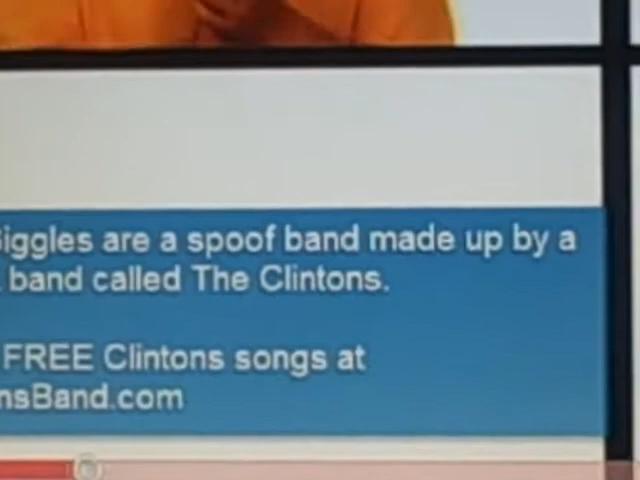 iggles are a spoof band made up by a
band called The Clintons.
FREE Clintons songs at
nsBand.com